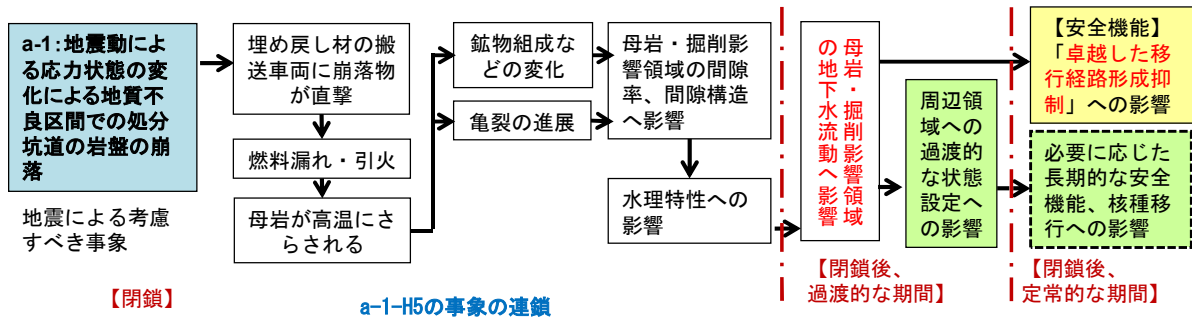 a-1:地震動によ
る応力状態の変
化による地質不
良区間での処分
坑道の岩盤の崩
落
地震による考慮
すべき事象
【閉鎖】
埋め戻し材の搬
送車両に崩落物
が直撃
燃料漏れ・引火
母岩が高温にさ
らされる
鉱物組成な
どの変化
亀裂の進展
母岩・掘削影
響領域の間隙
率、間隙構造
へ影響
水理特性への
影響
a-1-H5の事象の連鎖
母岩・掘削影響領域
の地下水流動へ影響
周辺領
域への
過渡的
な状態
設定へ
の影響
【閉鎖後、
過渡的な期間】
【安全機能】
「卓越した移
行経路形成抑
制」への影響
必要に応じた
長期的な安全
機能、核種移
行への影響
【閉鎖後、
定常的な期間】